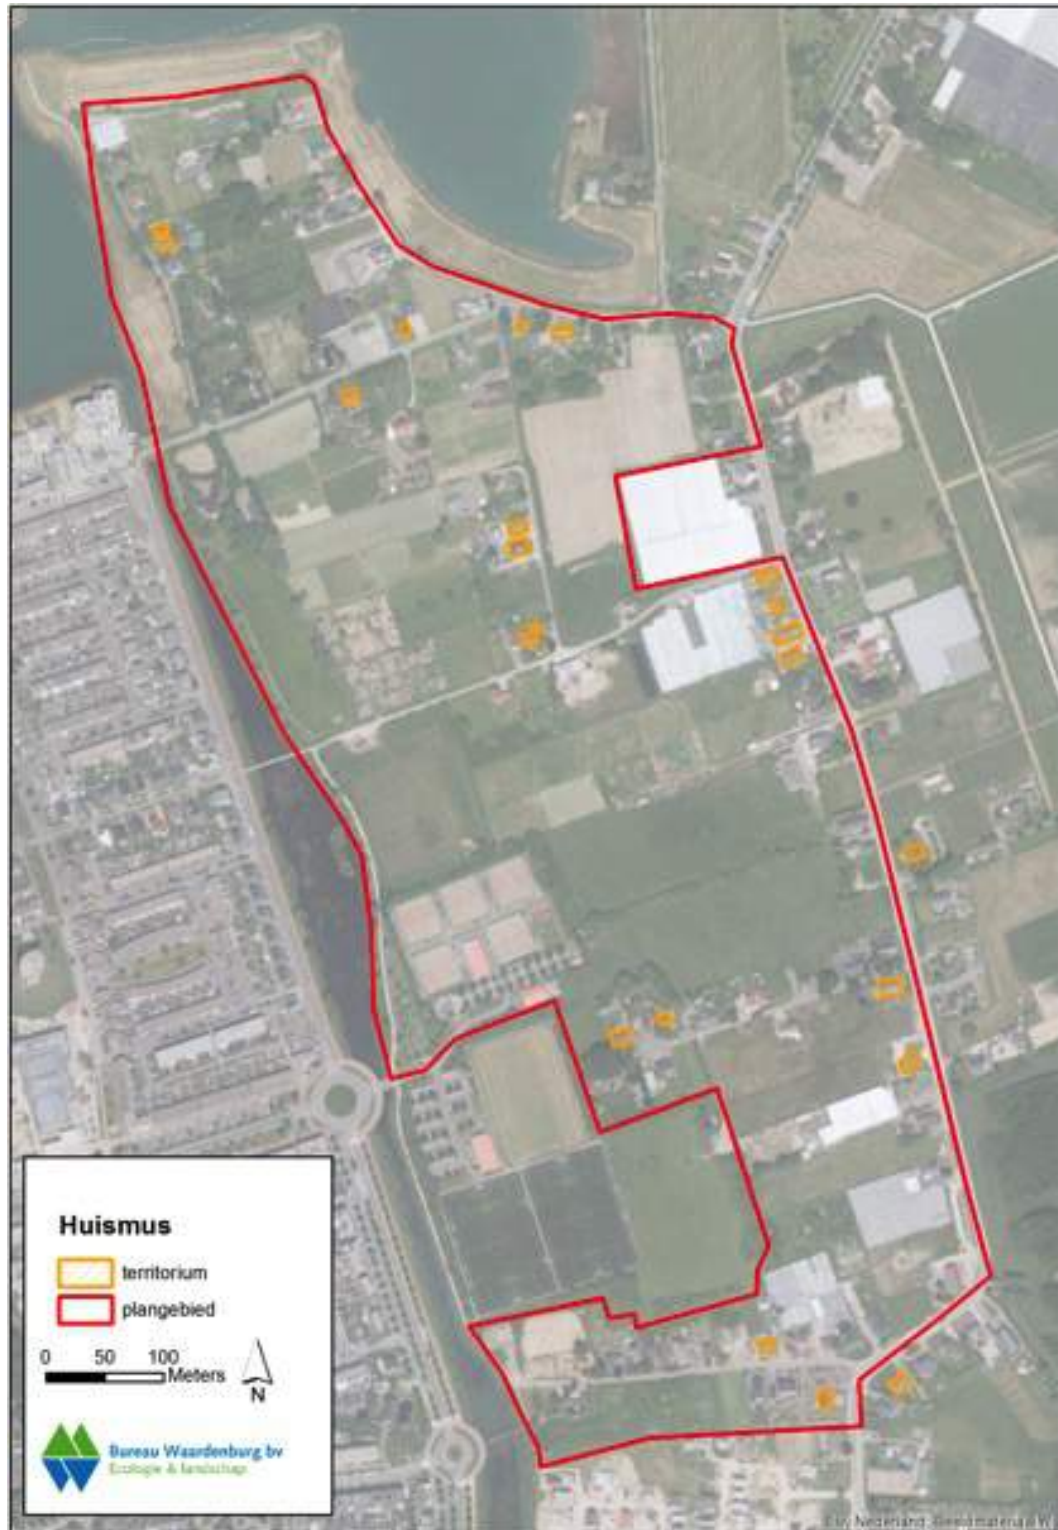 Huismus
territorium
plangebied
0 50 100
Meters
N
Bureau Waardenburg bv
Ecologie & landschap